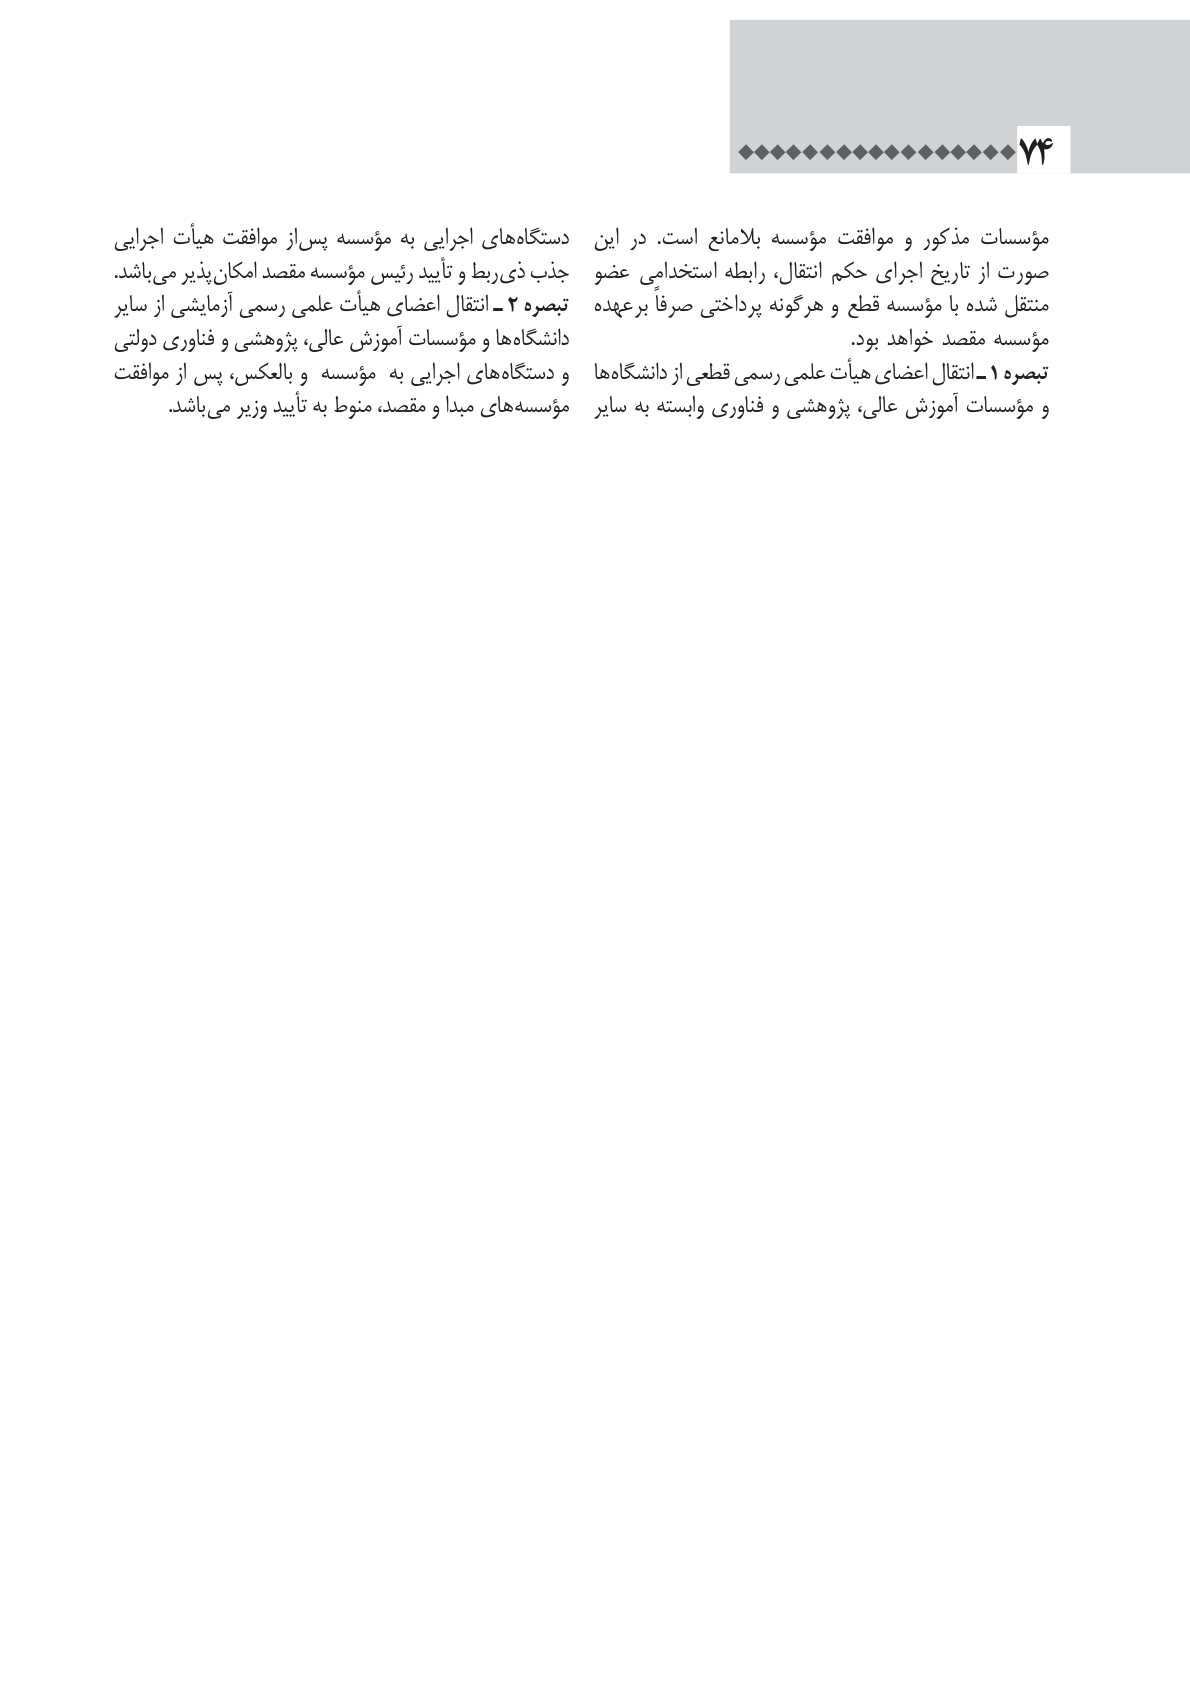 ۷۴
مؤسسات مذکور و موافقت مؤسسه بلامانع است. در این
صورت از تاریخ اجرای حکم انتقال، رابطه استخدامی عضو
منتقل شده با مؤسسه قطع و هرگونه پرداختی صرفاً برعهده
مؤسسه مقصد خواهد بود.
تبصره ۱ ـ انتقال اعضای هیأت علمی رسمی قطعی از دانشگاه‌ها
و مؤسسات آموزش عالی، پژوهشی و فناوری وابسته به سایر
دستگاه‌های اجرایی به مؤسسه پس‌از موافقت هیأت اجرایی
جذب ذی‌ربط و تأیید رئیس مؤسسه مقصد امکان‌پذیر می‌باشد.
تبصره ۲ ـ انتقال اعضای هیأت علمی رسمی آزمایشی از سایر
دانشگاه‌ها و مؤسسات آموزش عالی، پژوهشی و فناوری دولتی
و دستگاه‌های اجرایی به مؤسسه و بالعکس، پس از موافقت
مؤسسه‌های مبدا و مقصد، منوط به تأیید وزیر می‌باشد.